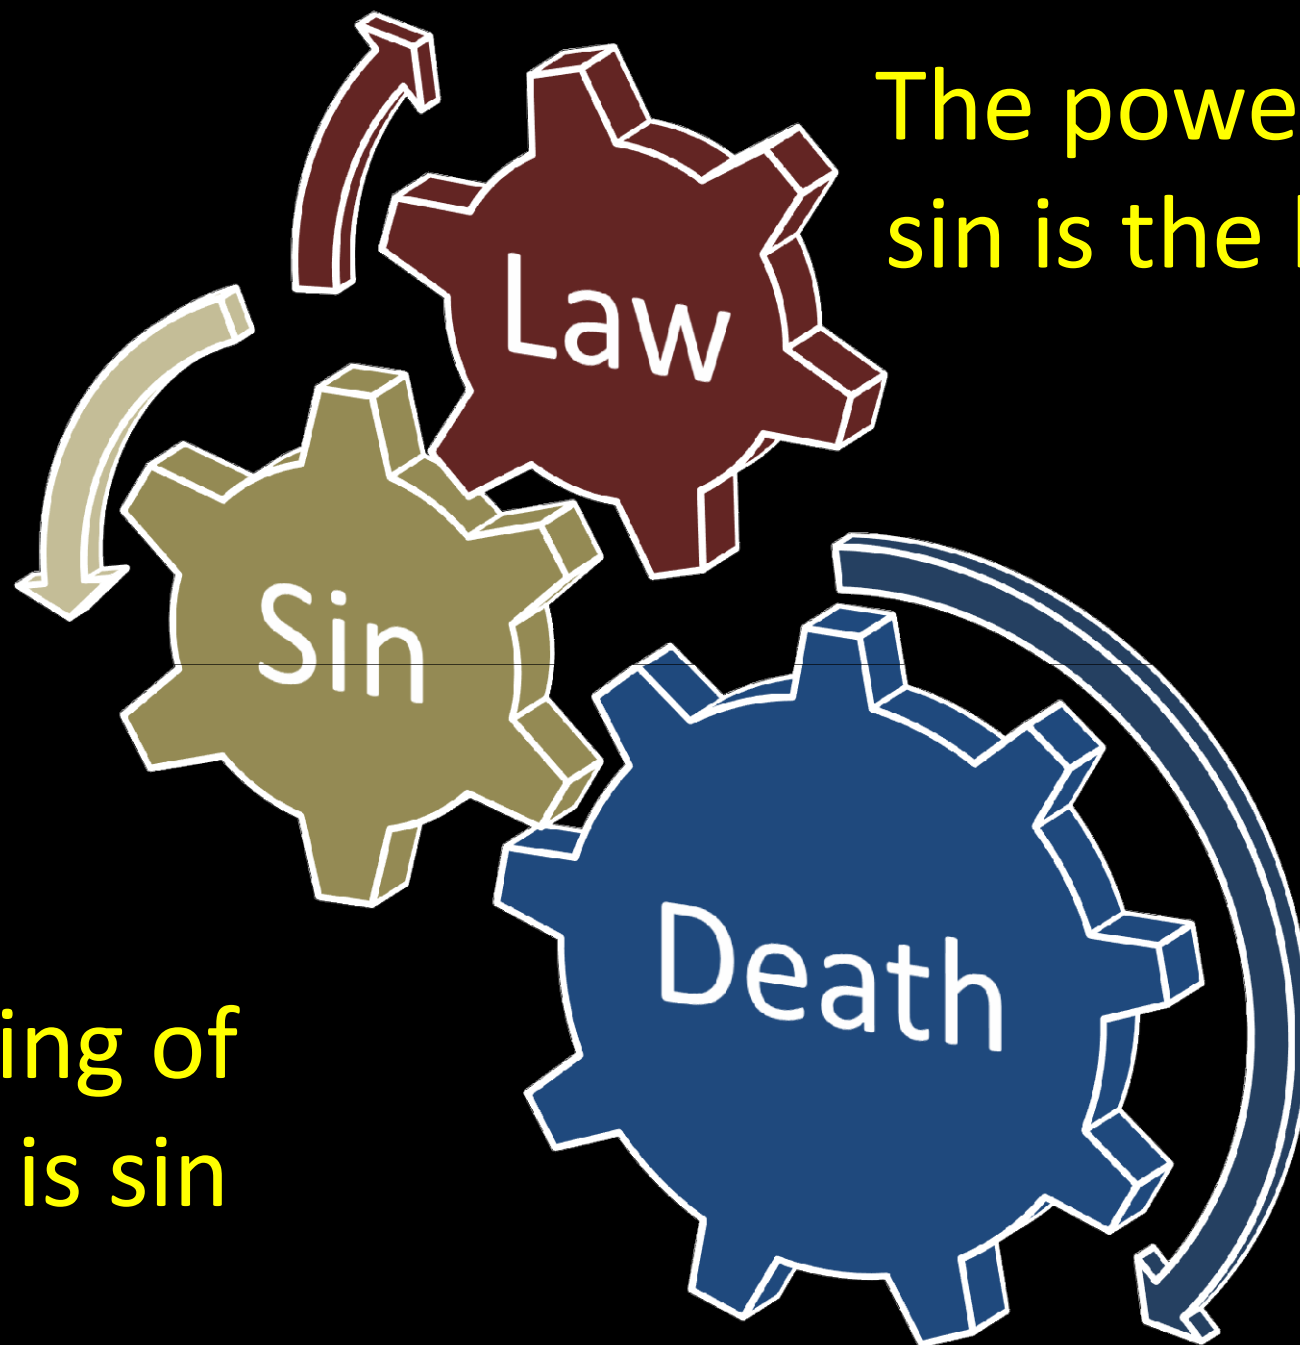 The powe
sin is the
Law
Sin
Death
ing of
is sin